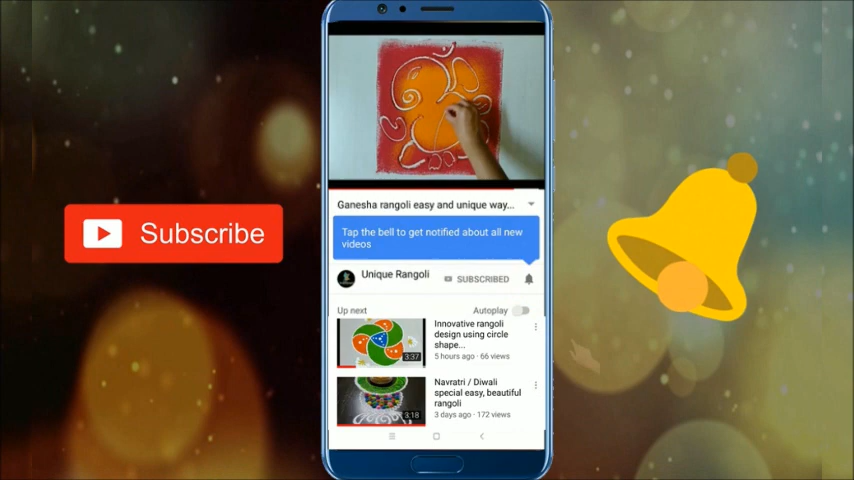 Subscribe
Ganesha rangoli easy and unique way...
Tap the bell to get notified about all new
videos
Unique Rangoli
SUBSCRIBED
Up next
Autoplay
Innovative rangoli
design using circle
shape...
5 hours ago · 66 views
3:37
Navratri / Diwali
special easy, beautiful
rangoli
3 days ago · 172 views
3:18